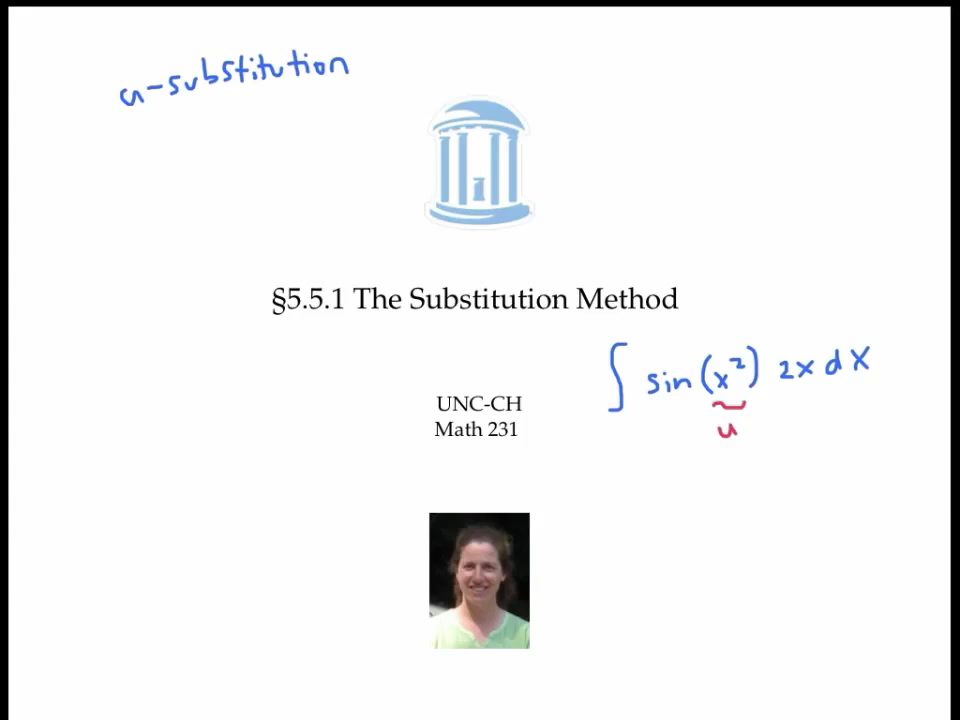 u-substitution
§5.5.1 The Substitution Method
∫ sin(x²) 2x dx
u
UNC-CH
Math 231